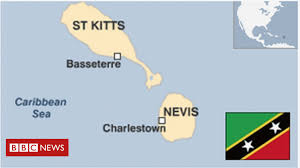 ST KITTS
Basseterre
Caribbean
Sea
NEVIS
Charlestown
BBC NEWS